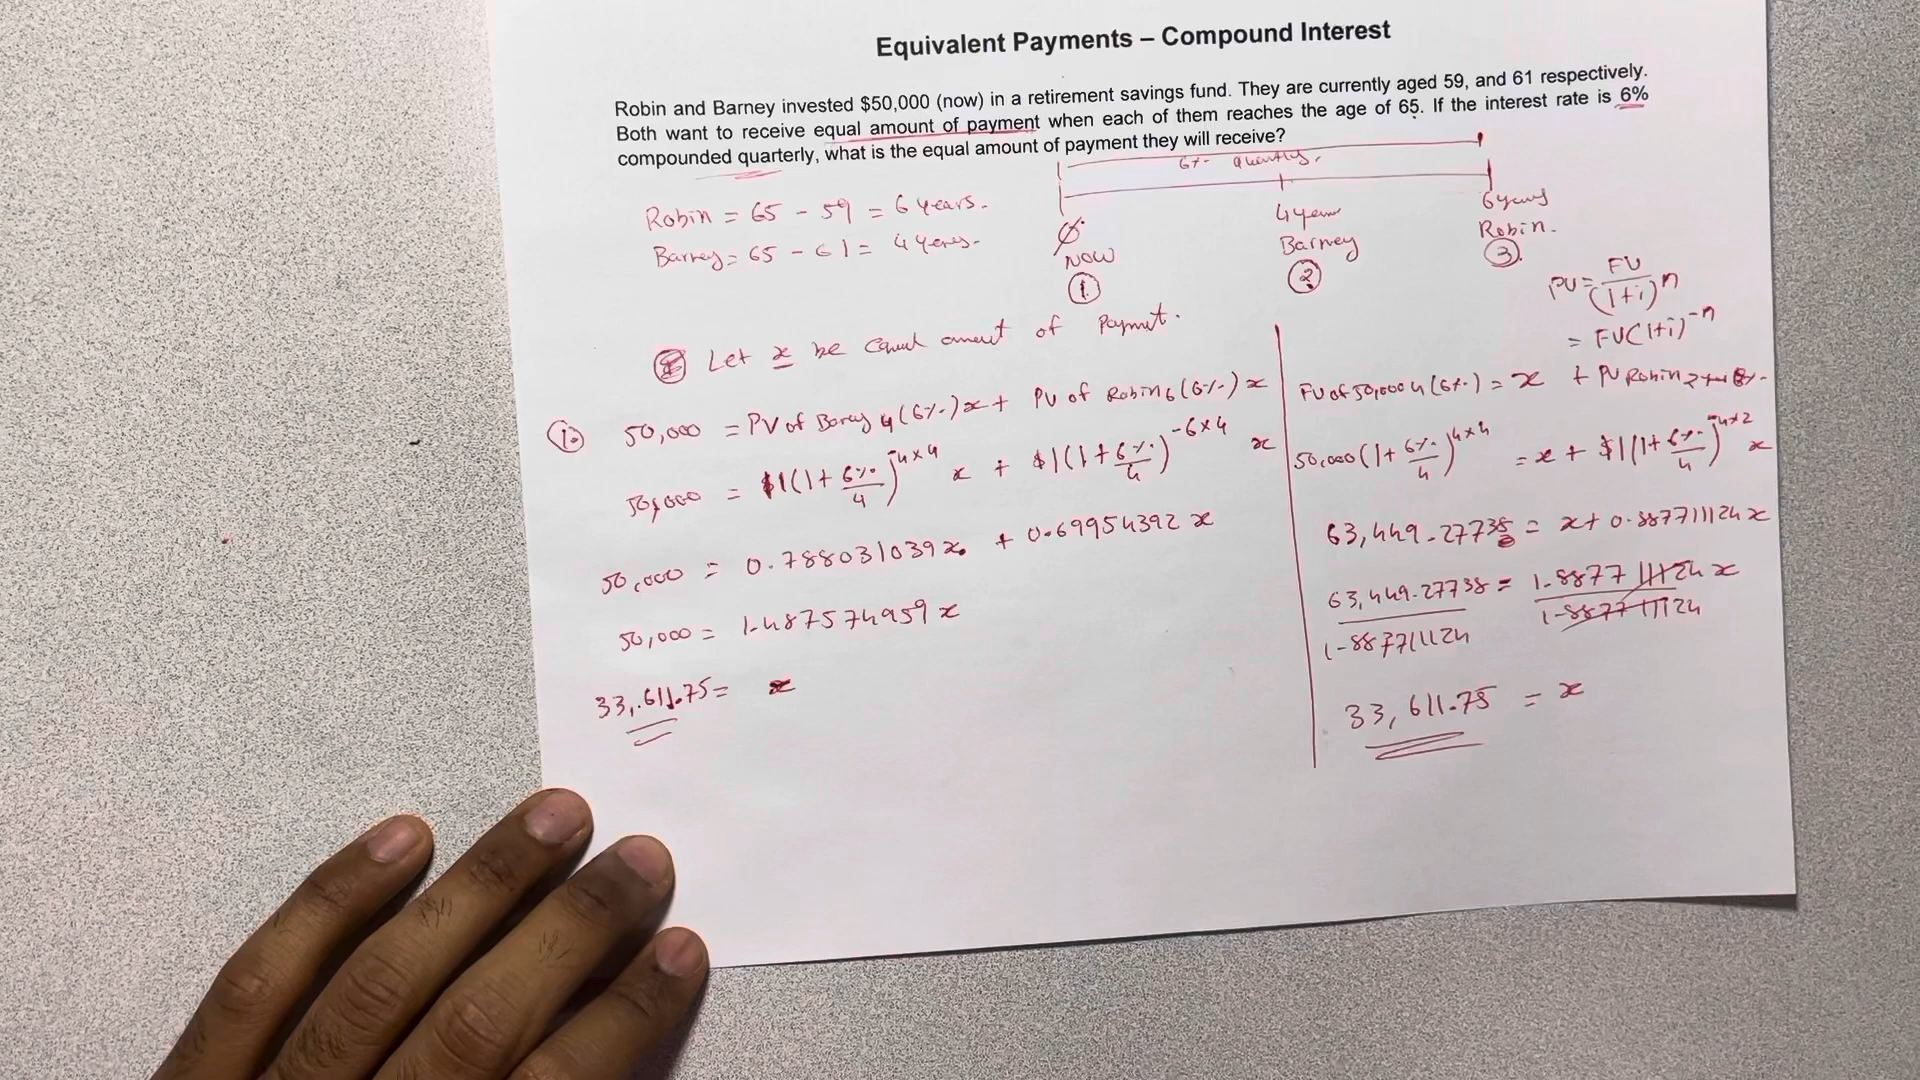 Equivalent Payments – Compound Interest
Robin and Barney invested $50,000 (now) in a retirement savings fund. They are currently aged 59, and 61 respectively.
Both want to receive equal amount of payment when each of them reaches the age of 65. If the interest rate is 6%
compounded quarterly, what is the equal amount of payment they will receive?
6% quarterly.
Robin = 65 - 59 = 6 years.
Barney = 65 - 61 = 4 years.
0
NOW
1
4 years
Barney
2
6 years
Robin.
3
PV = FV/(1+i)^n
= FV(1+i)^-n
Let x be equal amount of Payment.
1. 50,000 = PV of Barney 4 (6%) x + PV of Robin 6 (6%) x
50,000 = $1(1+6%/4)^-4×4 x + $1(1+6%/4)^-6×4 x
50,000 = 0.788031039x + 0.69954392x
50,000 = 1.487574959x
33,611.75 = x
FV of 50,000 4 (6%) = x + PV Robin 2
50,000(1+6%/4)^4×4 = x + $1(1+6%/4)^-4×2 x
63,449.27738 = x + 0.887711124x
63,449.27738/1.887711124 = 1.887711124x/1.887711124
33,611.75 = x